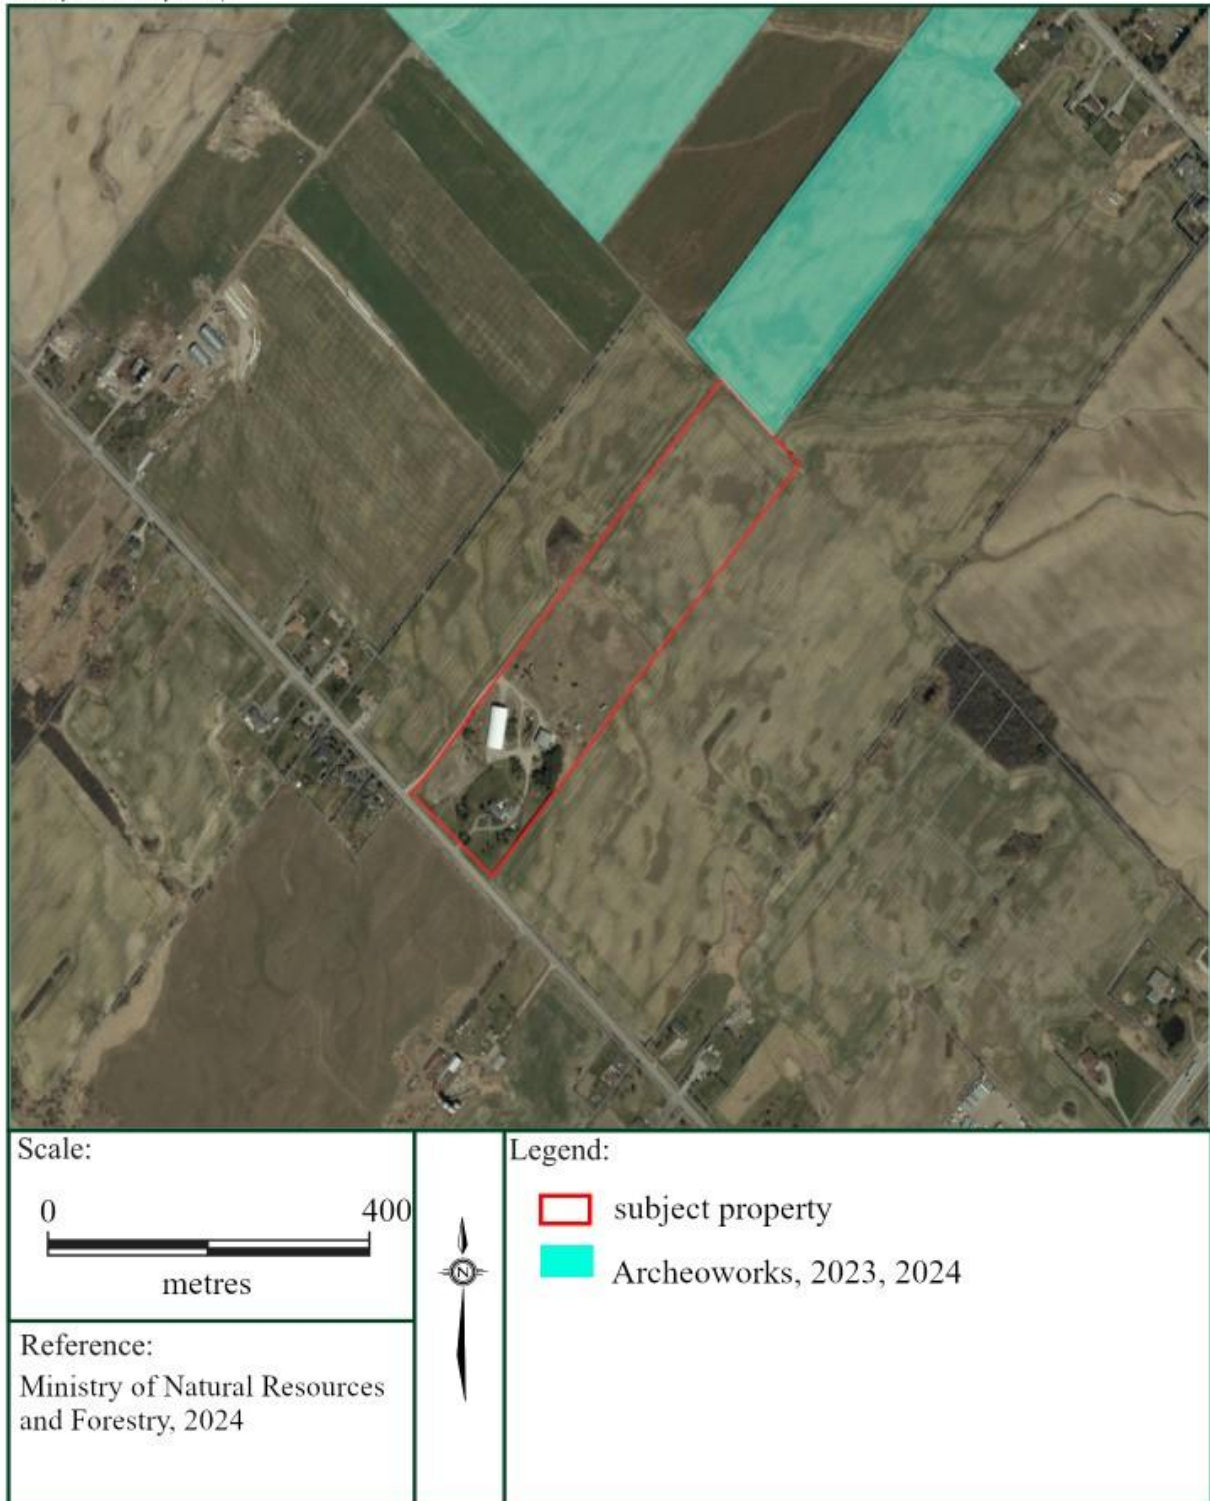 Scale:
0 400
metres
Reference:
Ministry of Natural Resources
and Forestry, 2024
N
Legend:
subject property
Archeoworks, 2023, 2024